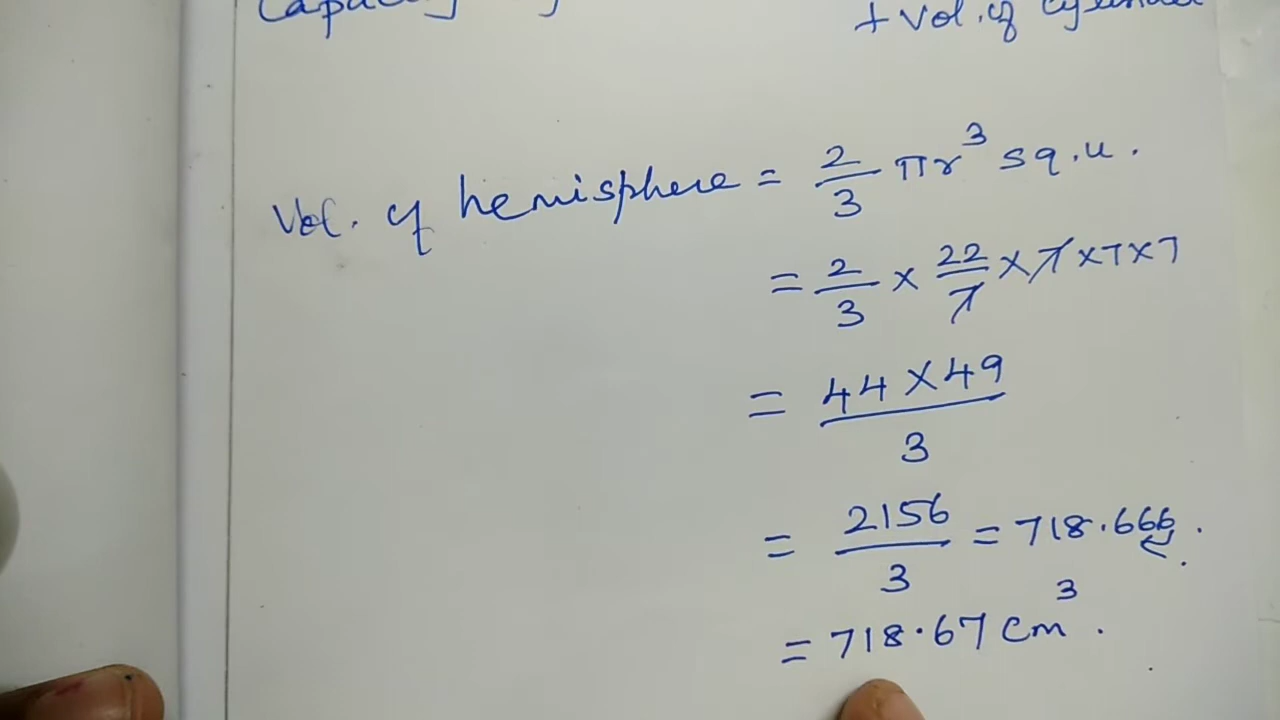 + Vol. of cylinder
Vol. of hemisphere = 2/3 πr³ sq.u.
= 2/3 × 22/7 × 7 × 7 × 7
= 44 × 49 / 3
= 2156 / 3 = 718.666.
= 718.67 cm³.